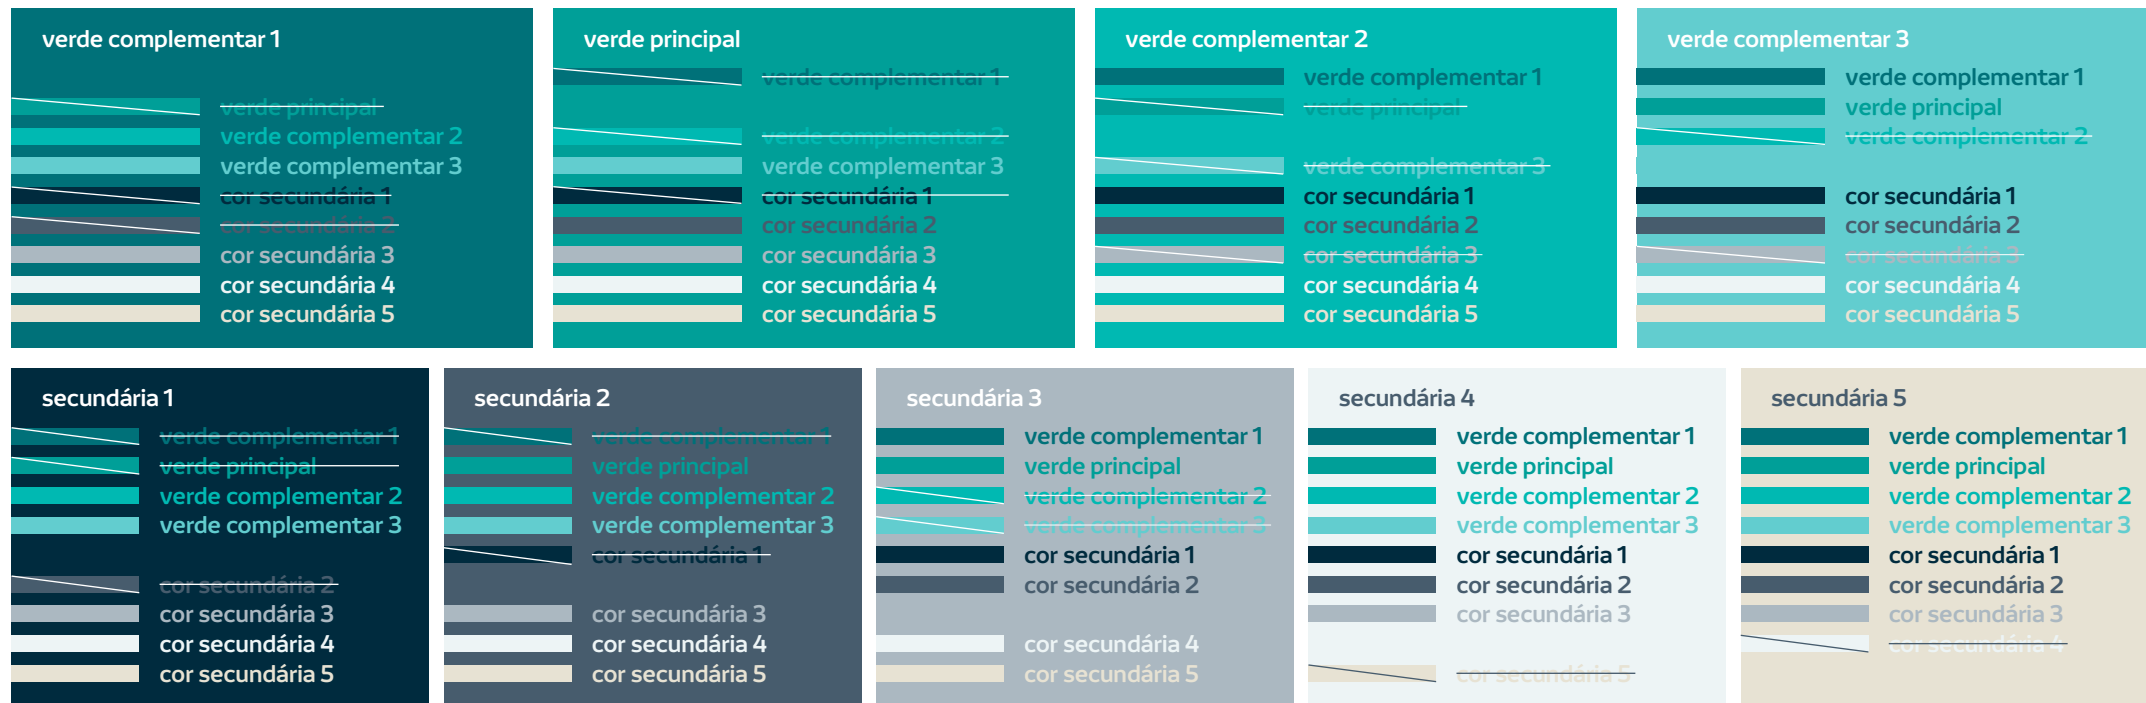 verde complementar 1
verde principal
verde complementar 2
verde complementar 3
cor secundária 1
cor secundária 2
cor secundária 3
cor secundária 4
cor secundária 5
verde principal
verde complementar 1
verde complementar 2
verde complementar 3
cor secundária 1
cor secundária 2
cor secundária 3
cor secundária 4
cor secundária 5
verde complementar 2
verde complementar 1
verde principal
verde complementar 3
cor secundária 1
cor secundária 2
cor secundária 3
cor secundária 4
cor secundária 5
verde complementar 3
verde complementar 1
verde principal
verde complementar 2
cor secundária 1
cor secundária 2
cor secundária 3
cor secundária 4
cor secundária 5
secundária 1
verde complementar 1
verde principal
verde complementar 2
verde complementar 3
cor secundária 2
cor secundária 3
cor secundária 4
cor secundária 5
secundária 2
verde complementar 1
verde principal
verde complementar 2
verde complementar 3
cor secundária 1
cor secundária 3
cor secundária 4
cor secundária 5
secundária 3
verde complementar 1
verde principal
verde complementar 2
verde complementar 3
cor secundária 1
cor secundária 2
cor secundária 4
cor secundária 5
secundária 4
verde complementar 1
verde principal
verde complementar 2
verde complementar 3
cor secundária 1
cor secundária 2
cor secundária 3
cor secundária 5
secundária 5
verde complementar 1
verde principal
verde complementar 2
verde complementar 3
cor secundária 1
cor secundária 2
cor secundária 3
cor secundária 4